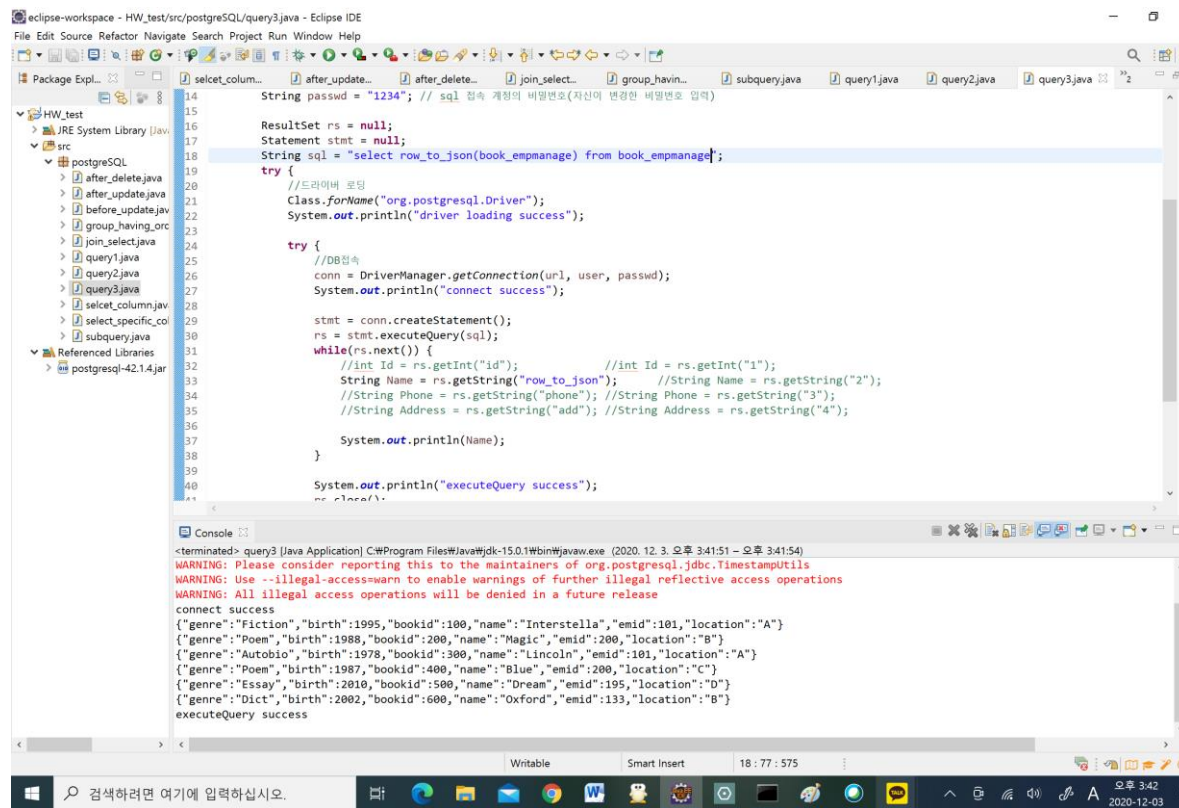 eclipse-workspace - HW_test/src/postgreSQL/query3.java - Eclipse IDE
File Edit Source Refactor Navigate Search Project Run Window Help
Package Expl...
selcet_colum... after_update... after_delete... join_select... group_havin... subquery.java query1.java query2.java query3.java 2
HW_test
JRE System Library [Jav
src
postgreSQL
after_delete.java
after_update.java
before_update.jav
group_having_orc
join_select.java
query1.java
query2.java
query3.java
selcet_column.jav
select_specific_col
subquery.java
Referenced Libraries
postgresql-42.1.4.jar
14 String passwd = "1234"; // sql 접속 계정의 비밀번호(자신이 변경한 비밀번호 입력)
15
16 ResultSet rs = null;
17 Statement stmt = null;
18 String sql = "select row_to_json(book_empmanage) from book_empmanage";
19 try {
20 //드라이버 로딩
21 Class.forName("org.postgresql.Driver");
22 System.out.println("driver loading success");
23
24 try {
25 //DB접속
26 conn = DriverManager.getConnection(url, user, passwd);
27 System.out.println("connect success");
28
29 stmt = conn.createStatement();
30 rs = stmt.executeQuery(sql);
31 while(rs.next()) {
32 //int Id = rs.getInt("id"); //int Id = rs.getInt("1");
33 String Name = rs.getString("row_to_json"); //String Name = rs.getString("2");
34 //String Phone = rs.getString("phone"); //String Phone = rs.getString("3");
35 //String Address = rs.getString("add"); //String Address = rs.getString("4");
36
37 System.out.println(Name);
38 }
39
40 System.out.println("executeQuery success");
41 rs.close();
Console
<terminated> query3 [Java Application] C:₩Program Files₩Java₩jdk-15.0.1₩bin₩javaw.exe (2020. 12. 3. 오후 3:41:51 – 오후 3:41:54)
WARNING: Please consider reporting this to the maintainers of org.postgresql.jdbc.TimestampUtils
WARNING: Use --illegal-access=warn to enable warnings of further illegal reflective access operations
WARNING: All illegal access operations will be denied in a future release
connect success
{"genre":"Fiction","birth":1995,"bookid":100,"name":"Interstella","emid":101,"location":"A"}
{"genre":"Poem","birth":1988,"bookid":200,"name":"Magic","emid":200,"location":"B"}
{"genre":"Autobio","birth":1978,"bookid":300,"name":"Lincoln","emid":101,"location":"A"}
{"genre":"Poem","birth":1987,"bookid":400,"name":"Blue","emid":200,"location":"C"}
{"genre":"Essay","birth":2010,"bookid":500,"name":"Dream","emid":195,"location":"D"}
{"genre":"Dict","birth":2002,"bookid":600,"name":"Oxford","emid":133,"location":"B"}
executeQuery success
Writable Smart Insert 18 : 77 : 575
검색하려면 여기에 입력하십시오.
TALK
A
오후 3:42
2020-12-03